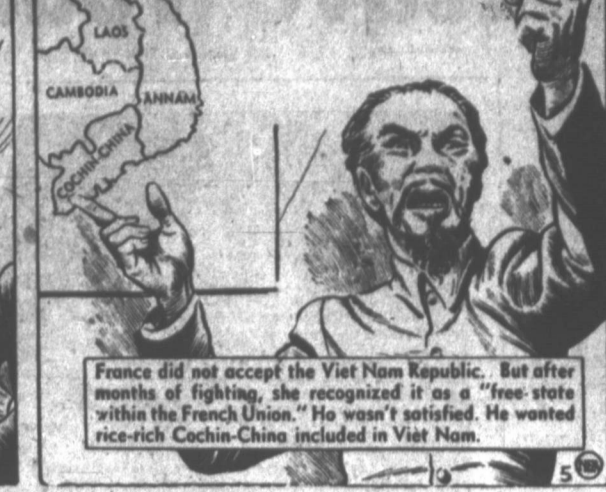 LAOS
CAMBODIA
ANNAM
COCHIN-CHINA
France did not accept the Viet Nam Republic. But after
months of fighting, she recognized it as a "free-state
within the French Union." Ho wasn't satisfied. He wanted
rice-rich Cochin-China included in Viet Nam.
5